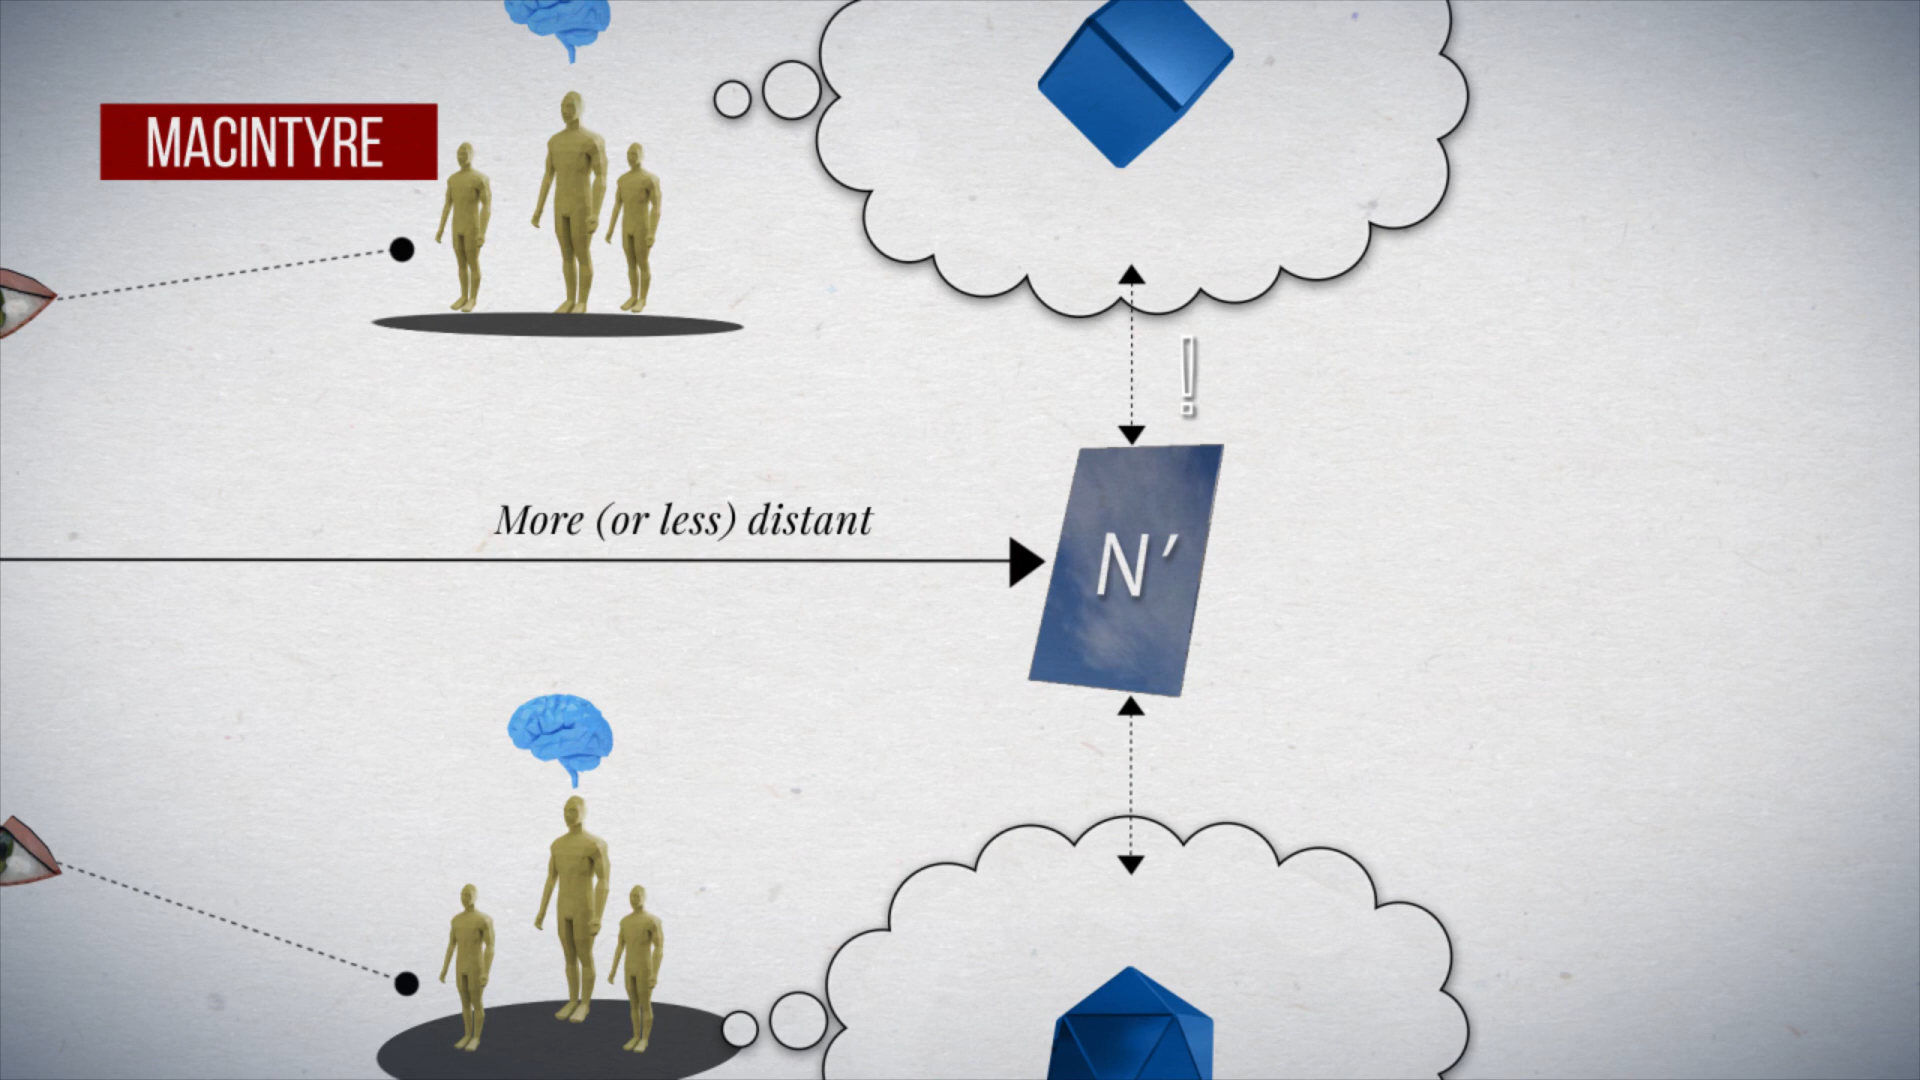 MACINTYRE
!
More (or less) distant
N′